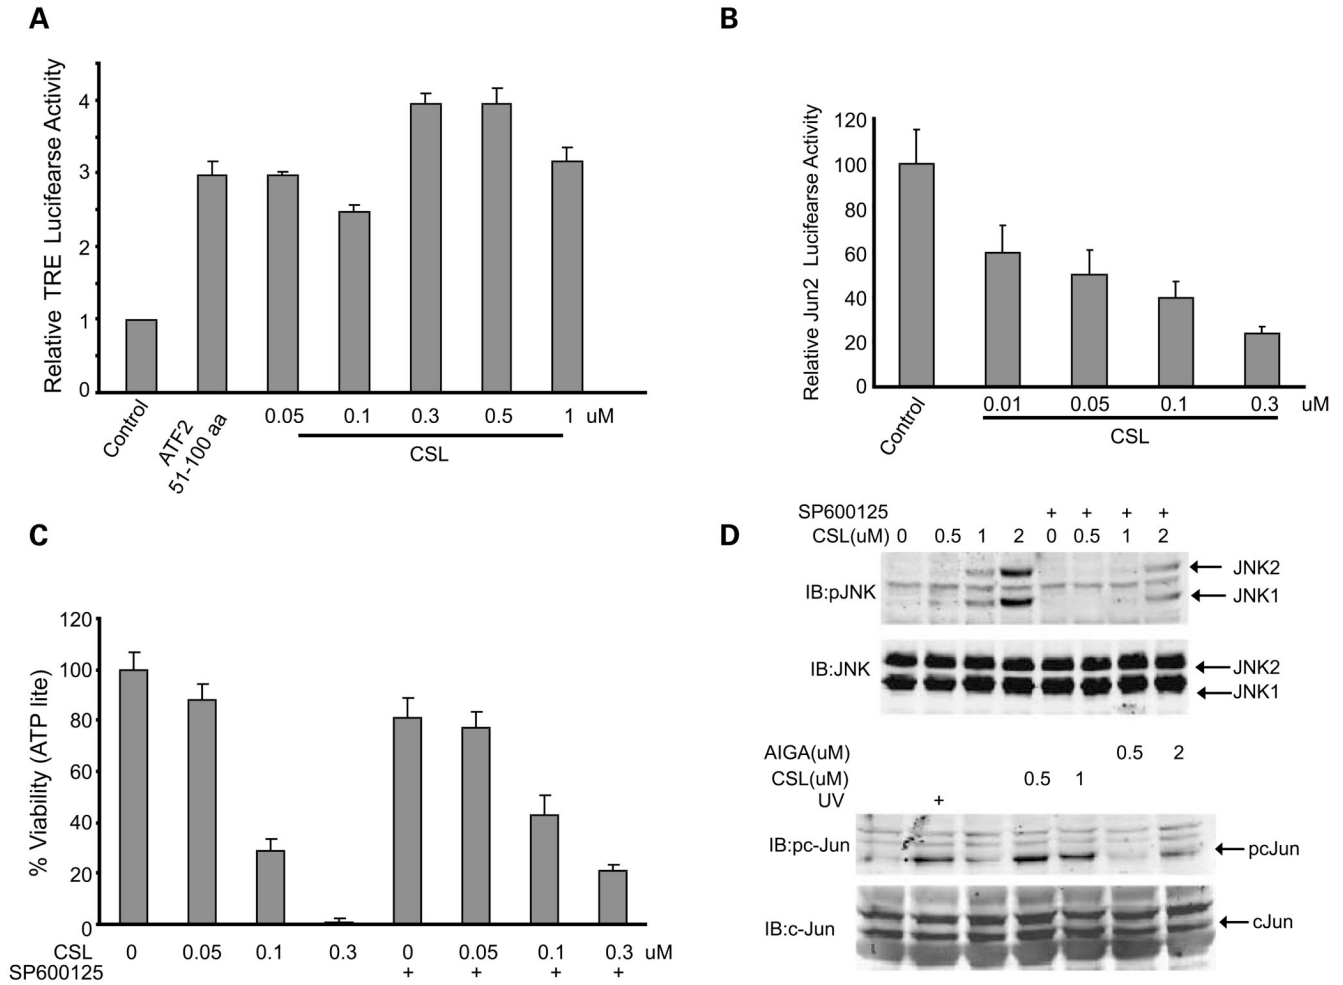 A
Relative TRE Lucifearse Activity
4
3
2
1
0
Control
ATF2
51-100 aa
0.05 0.1 0.3 0.5 1 uM
CSL
B
Relative Jun2 Lucifearse Activity
120
100
80
60
40
20
0
Control
0.01 0.05 0.1 0.3 uM
CSL
C
% Viability (ATP lite)
120
100
80
60
40
20
0
CSL 0 0.05 0.1 0.3 0 0.05 0.1 0.3 uM
SP600125 + + + +
D
SP600125 + + + +
CSL(uM) 0 0.5 1 2 0 0.5 1 2
IB:pJNK
JNK2
JNK1
IB:JNK
JNK2
JNK1
AIGA(uM) 0.5 2
CSL(uM) 0.5 1
UV +
IB:pc-Jun
pcJun
IB:c-Jun
cJun